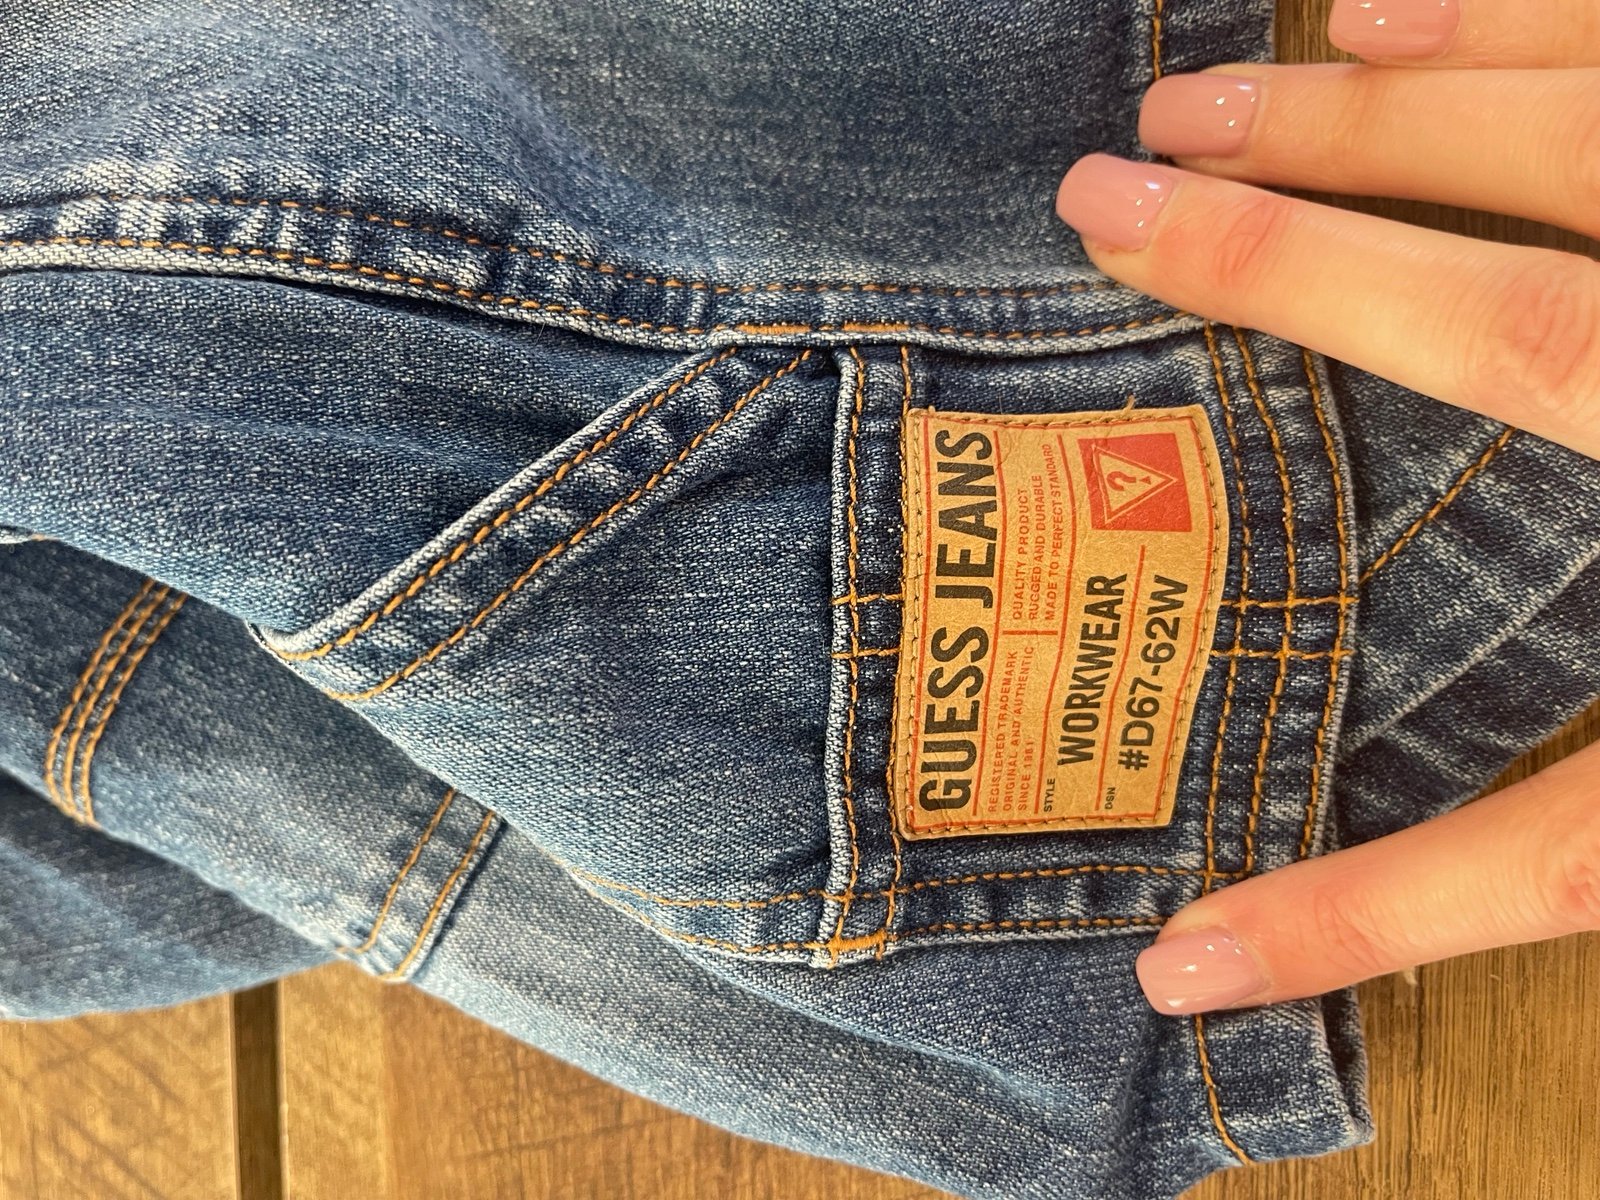 GUESS JEANS
REGISTERED TRADEMARK
ORIGINAL AND AUTHENTIC
SINCE 1981
QUALITY PRODUCT
RUGGED AND DURABLE
MADE TO PERFECT STANDARD
STYLE
WORKWEAR
DSN
#D67-62W
?